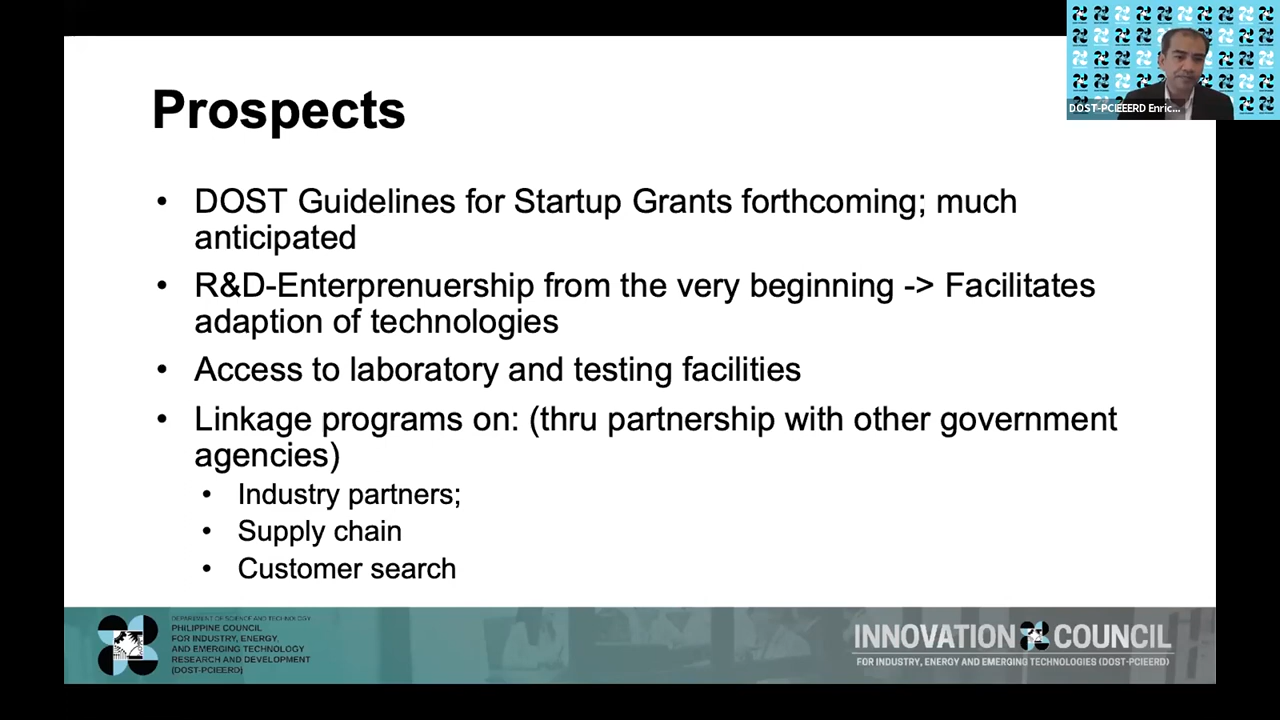 DOST-PCIEEERD Enric...
Prospects
• DOST Guidelines for Startup Grants forthcoming; much
anticipated
• R&D-Enterprenuership from the very beginning -> Facilitates
adaption of technologies
• Access to laboratory and testing facilities
• Linkage programs on: (thru partnership with other government
agencies)
• Industry partners;
• Supply chain
• Customer search
DEPARTMENT OF SCIENCE AND TECHNOLOGY
PHILIPPINE COUNCIL
FOR INDUSTRY, ENERGY,
AND EMERGING TECHNOLOGY
RESEARCH AND DEVELOPMENT
(DOST-PCIEERD)
INNOVATION COUNCIL
FOR INDUSTRY, ENERGY AND EMERGING TECHNOLOGIES (DOST-PCIEERD)